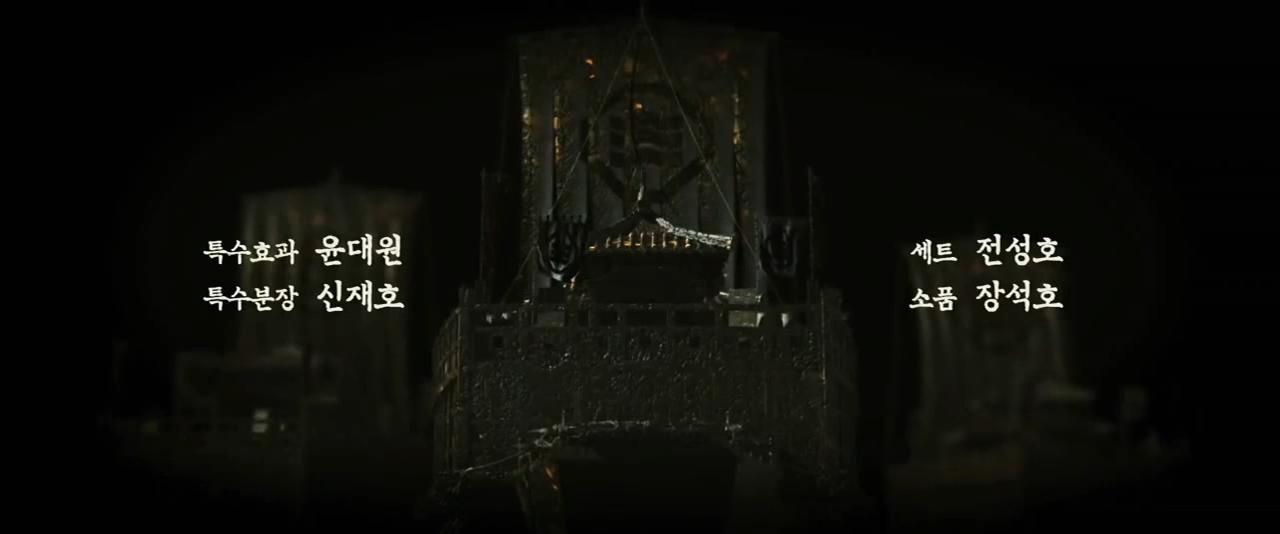 특수효과 윤대원
특수분장 신재호
세트 전성호
소품 장석호